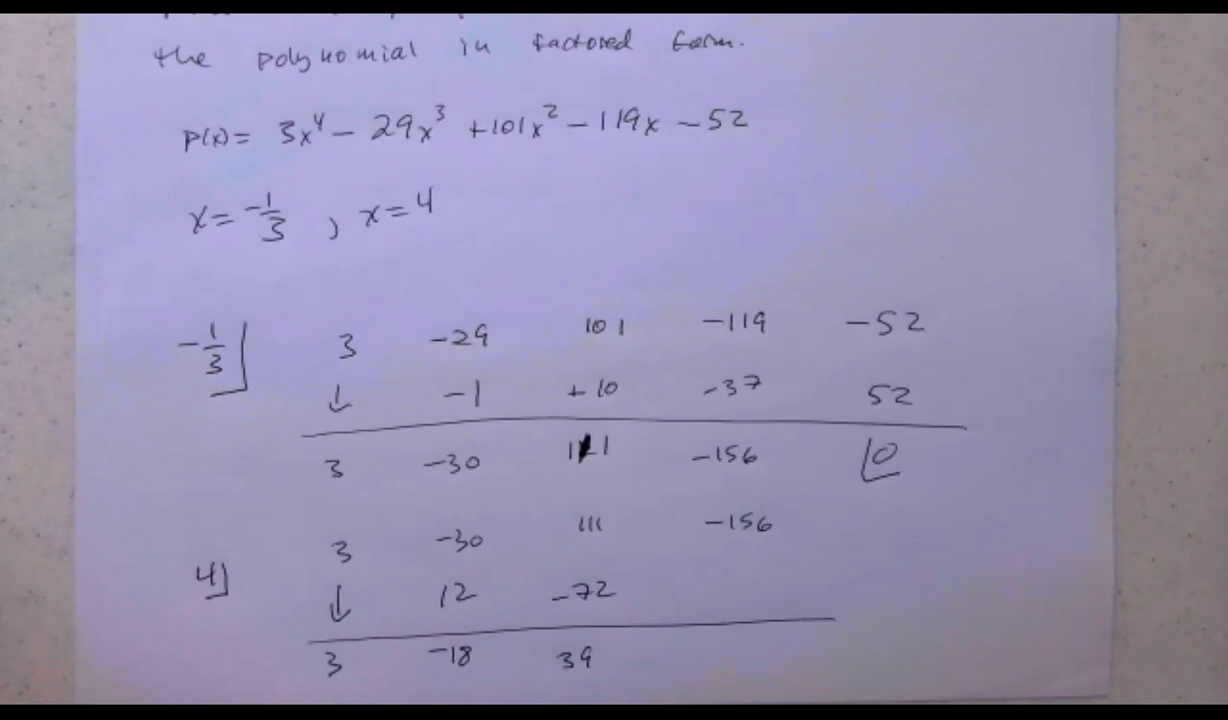 the polynomial in factored form.
P(x) = 3x⁴ - 29x³ + 101x² - 119x - 52
x = -1/3 , x = 4
-1/3 3 -29 101 -119 -52
↓ -1 +10 -37 52
3 -30 111 -156 0
3 -30 111 -156
4 ↓ 12 -72
3 -18 39